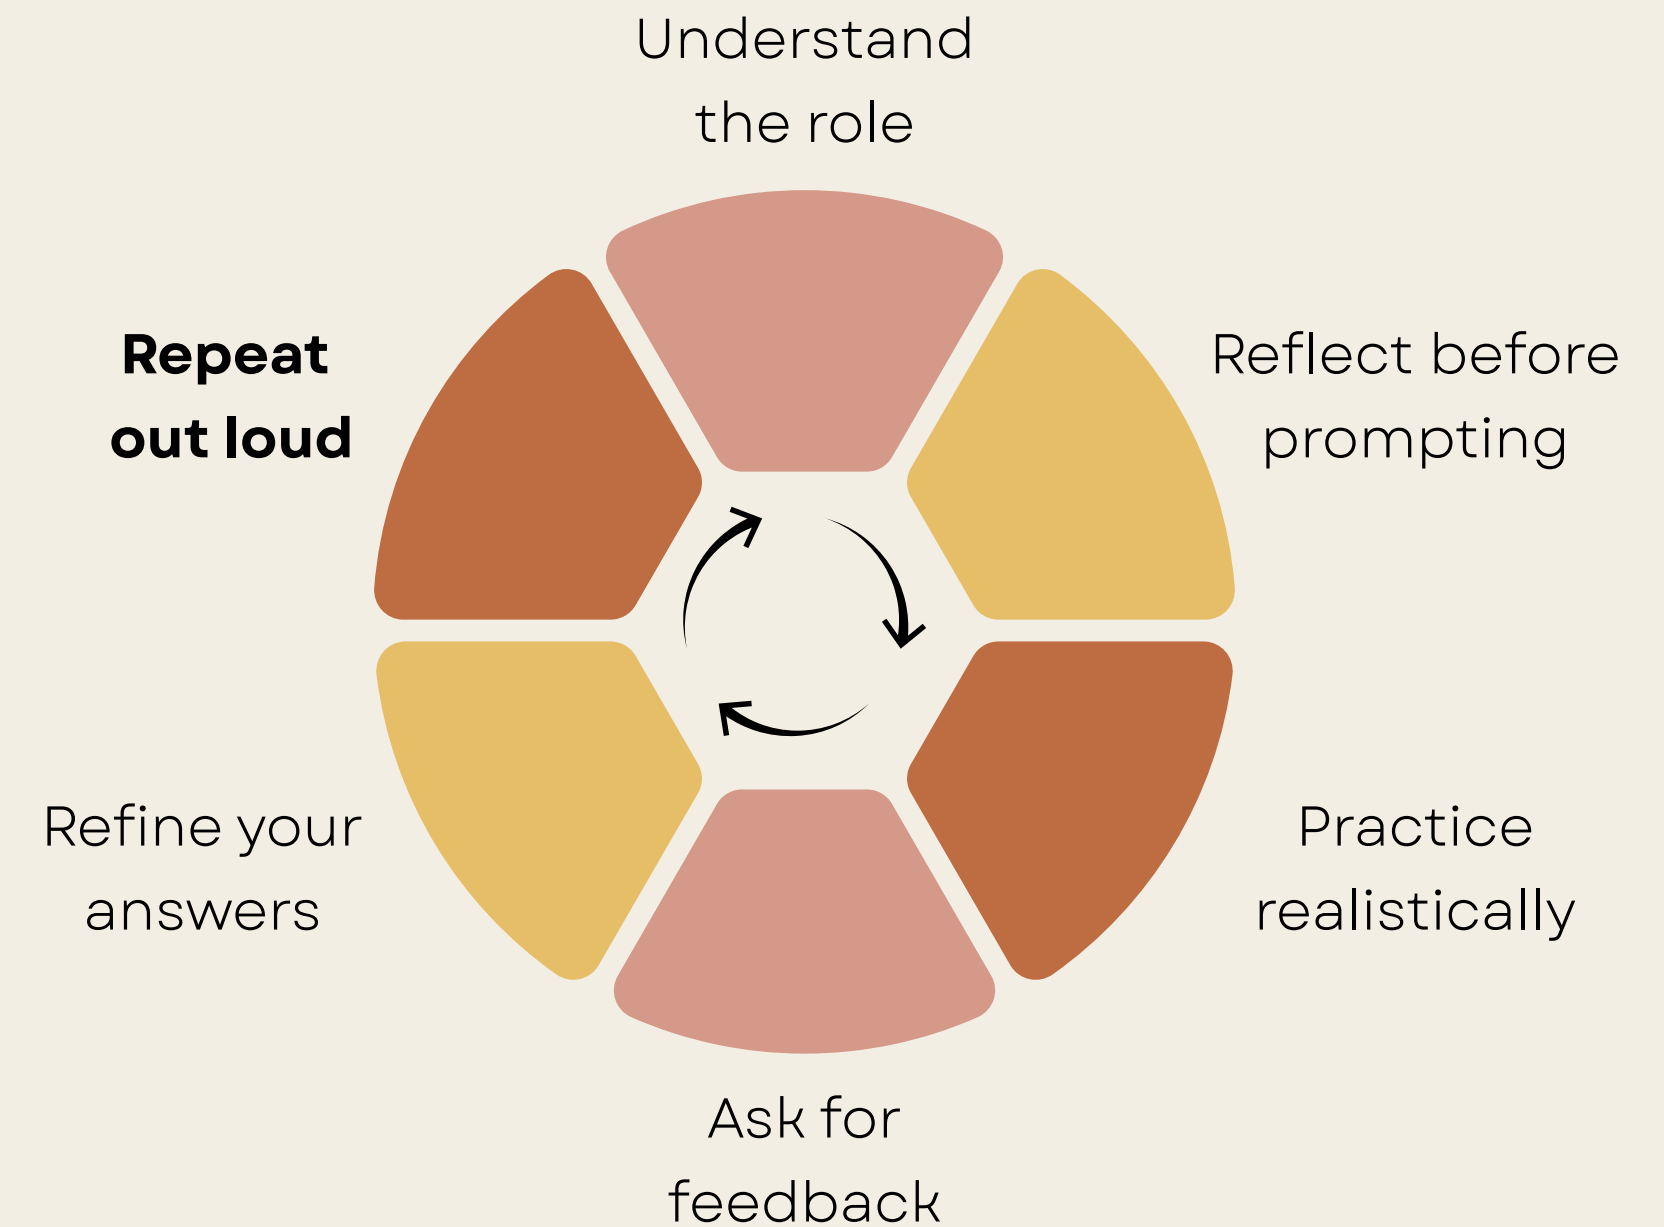 Understand
the role
Reflect before
prompting
Practice
realistically
Ask for
feedback
Refine your
answers
Repeat
out loud